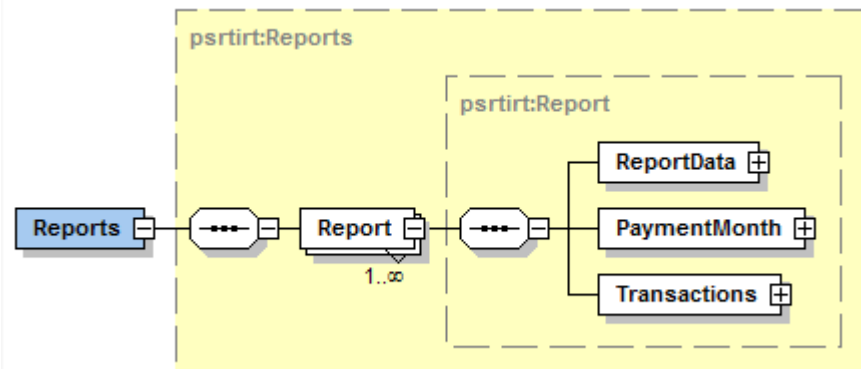 psrtirt:Reports
psrtirt:Report
ReportData
Reports
Report
PaymentMonth
1..∞
Transactions